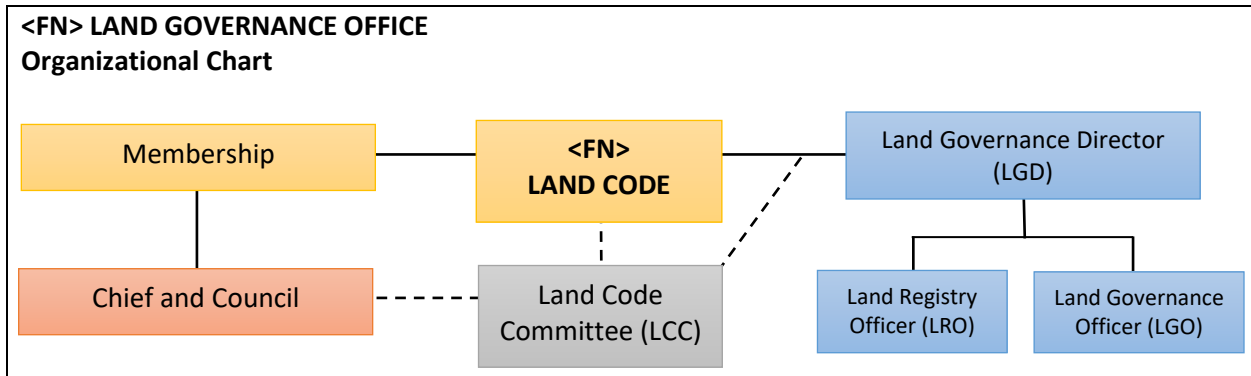 <FN> LAND GOVERNANCE OFFICE
Organizational Chart
Membership
<FN>
LAND CODE
Land Governance Director
(LGD)
Chief and Council
Land Code
Committee (LCC)
Land Registry
Officer (LRO)
Land Governance
Officer (LGO)